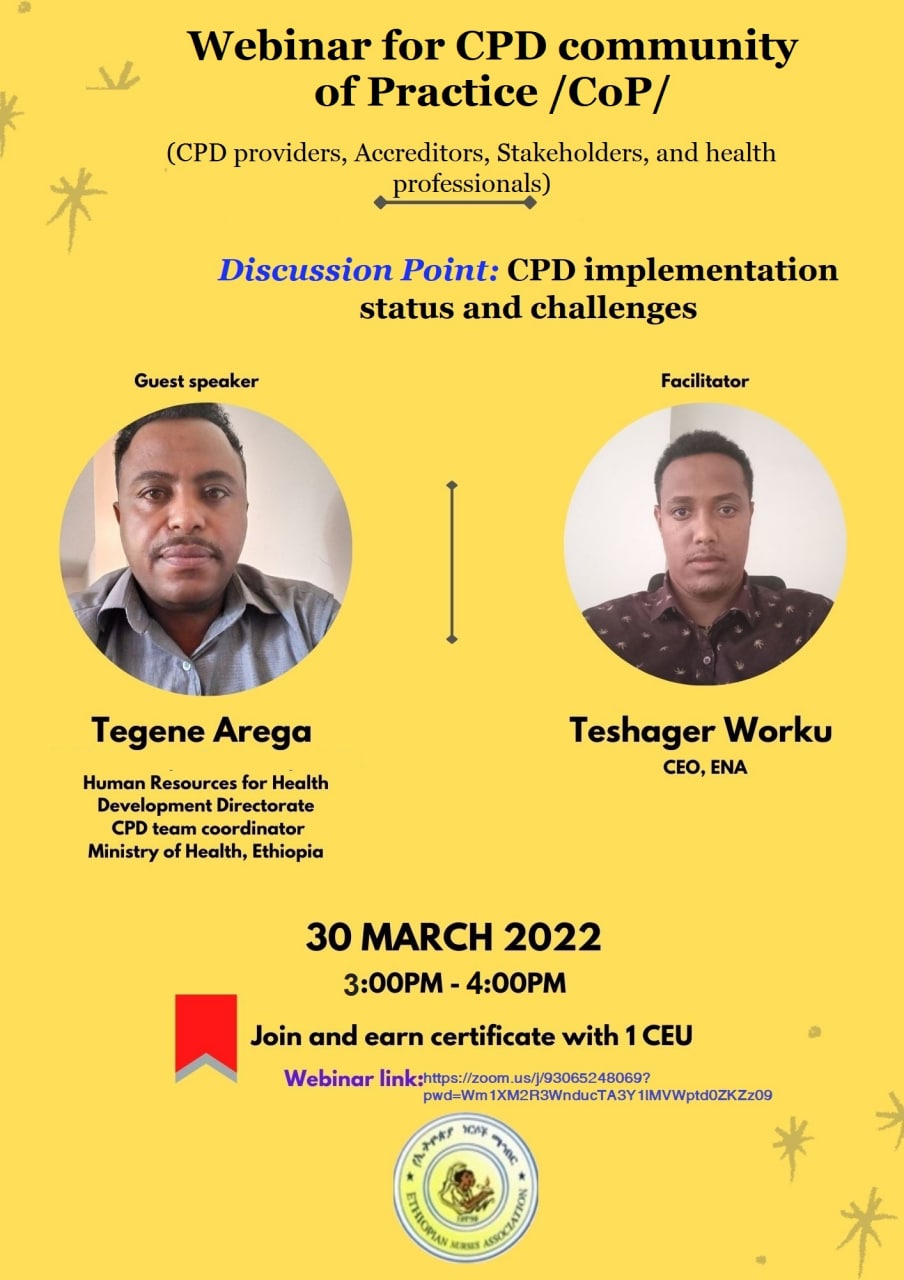 Webinar for CPD community
of Practice /CoP/
(CPD providers, Accreditors, Stakeholders, and health
professionals)
Discussion Point: CPD implementation
status and challenges
Guest speaker
Facilitator
Tegene Arega
Human Resources for Health
Development Directorate
CPD team coordinator
Ministry of Health, Ethiopia
Teshager Worku
CEO, ENA
30 MARCH 2022
3:00PM - 4:00PM
Join and earn certificate with 1 CEU
Webinar link:https://zoom.us/j/93065248069?
pwd=Wm1XM2R3WnducTA3Y1lMVWptd0ZKZz09
የኢትዮጵያ ነርሶች ማኅበር
ETHIOPIAN NURSES ASSOCIATION